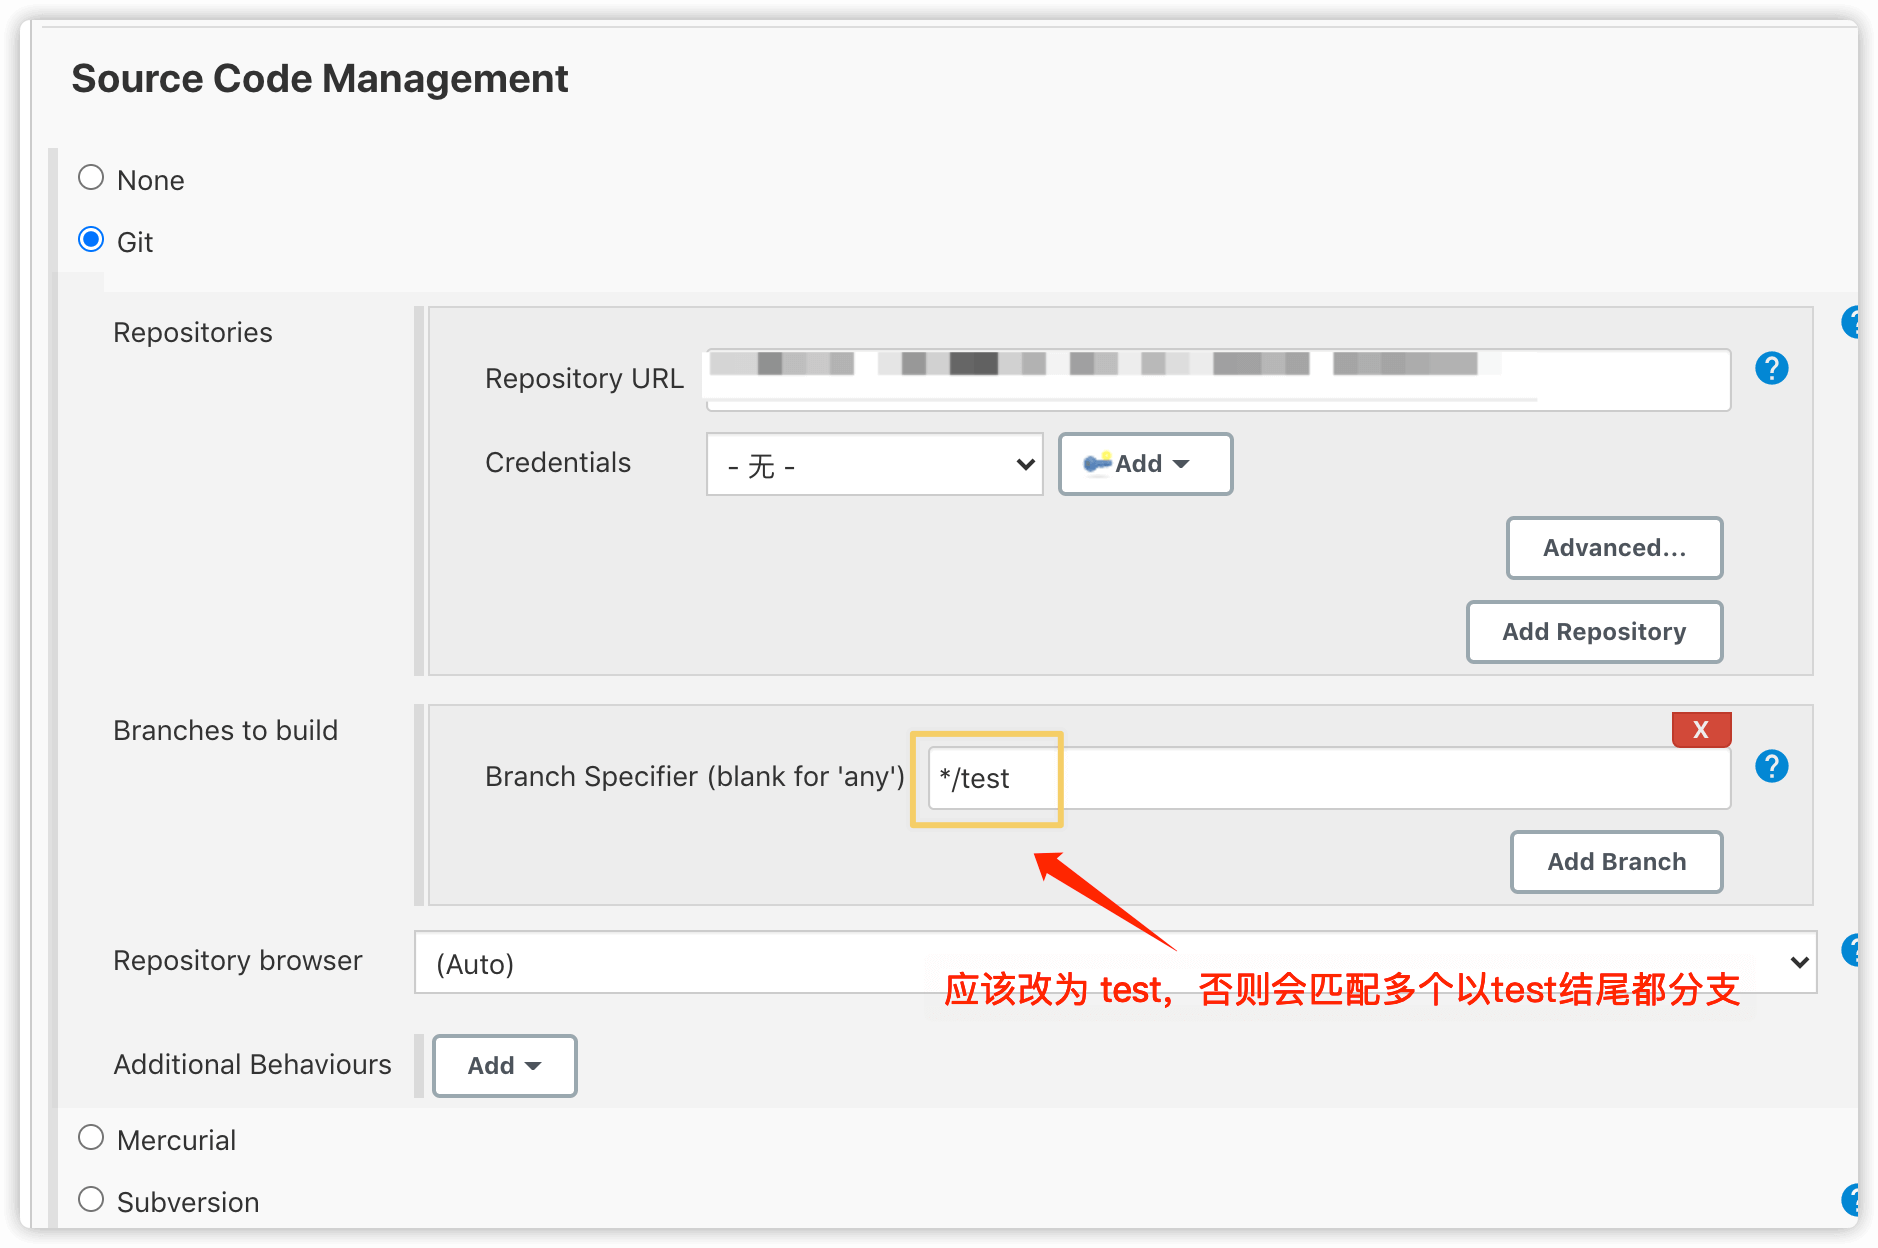 Source Code Management
None
Git
Repositories
Repository URL
Credentials
- 无 -
Add
Advanced...
Add Repository
Branches to build
X
Branch Specifier (blank for 'any')
*/test
Add Branch
Repository browser
(Auto)
应该改为 test，否则会匹配多个以test结尾都分支
Additional Behaviours
Add
Mercurial
Subversion